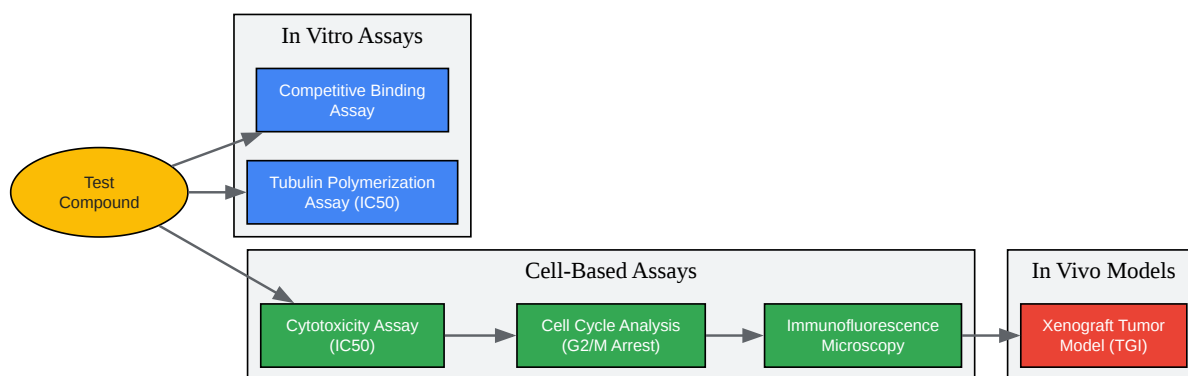 In Vitro Assays
Competitive Binding
Assay
Test
Compound
Tubulin Polymerization
Assay (IC50)
Cell-Based Assays
In Vivo Models
Cytotoxicity Assay
(IC50)
Cell Cycle Analysis
(G2/M Arrest)
Immunofluorescence
Microscopy
Xenograft Tumor
Model (TGI)